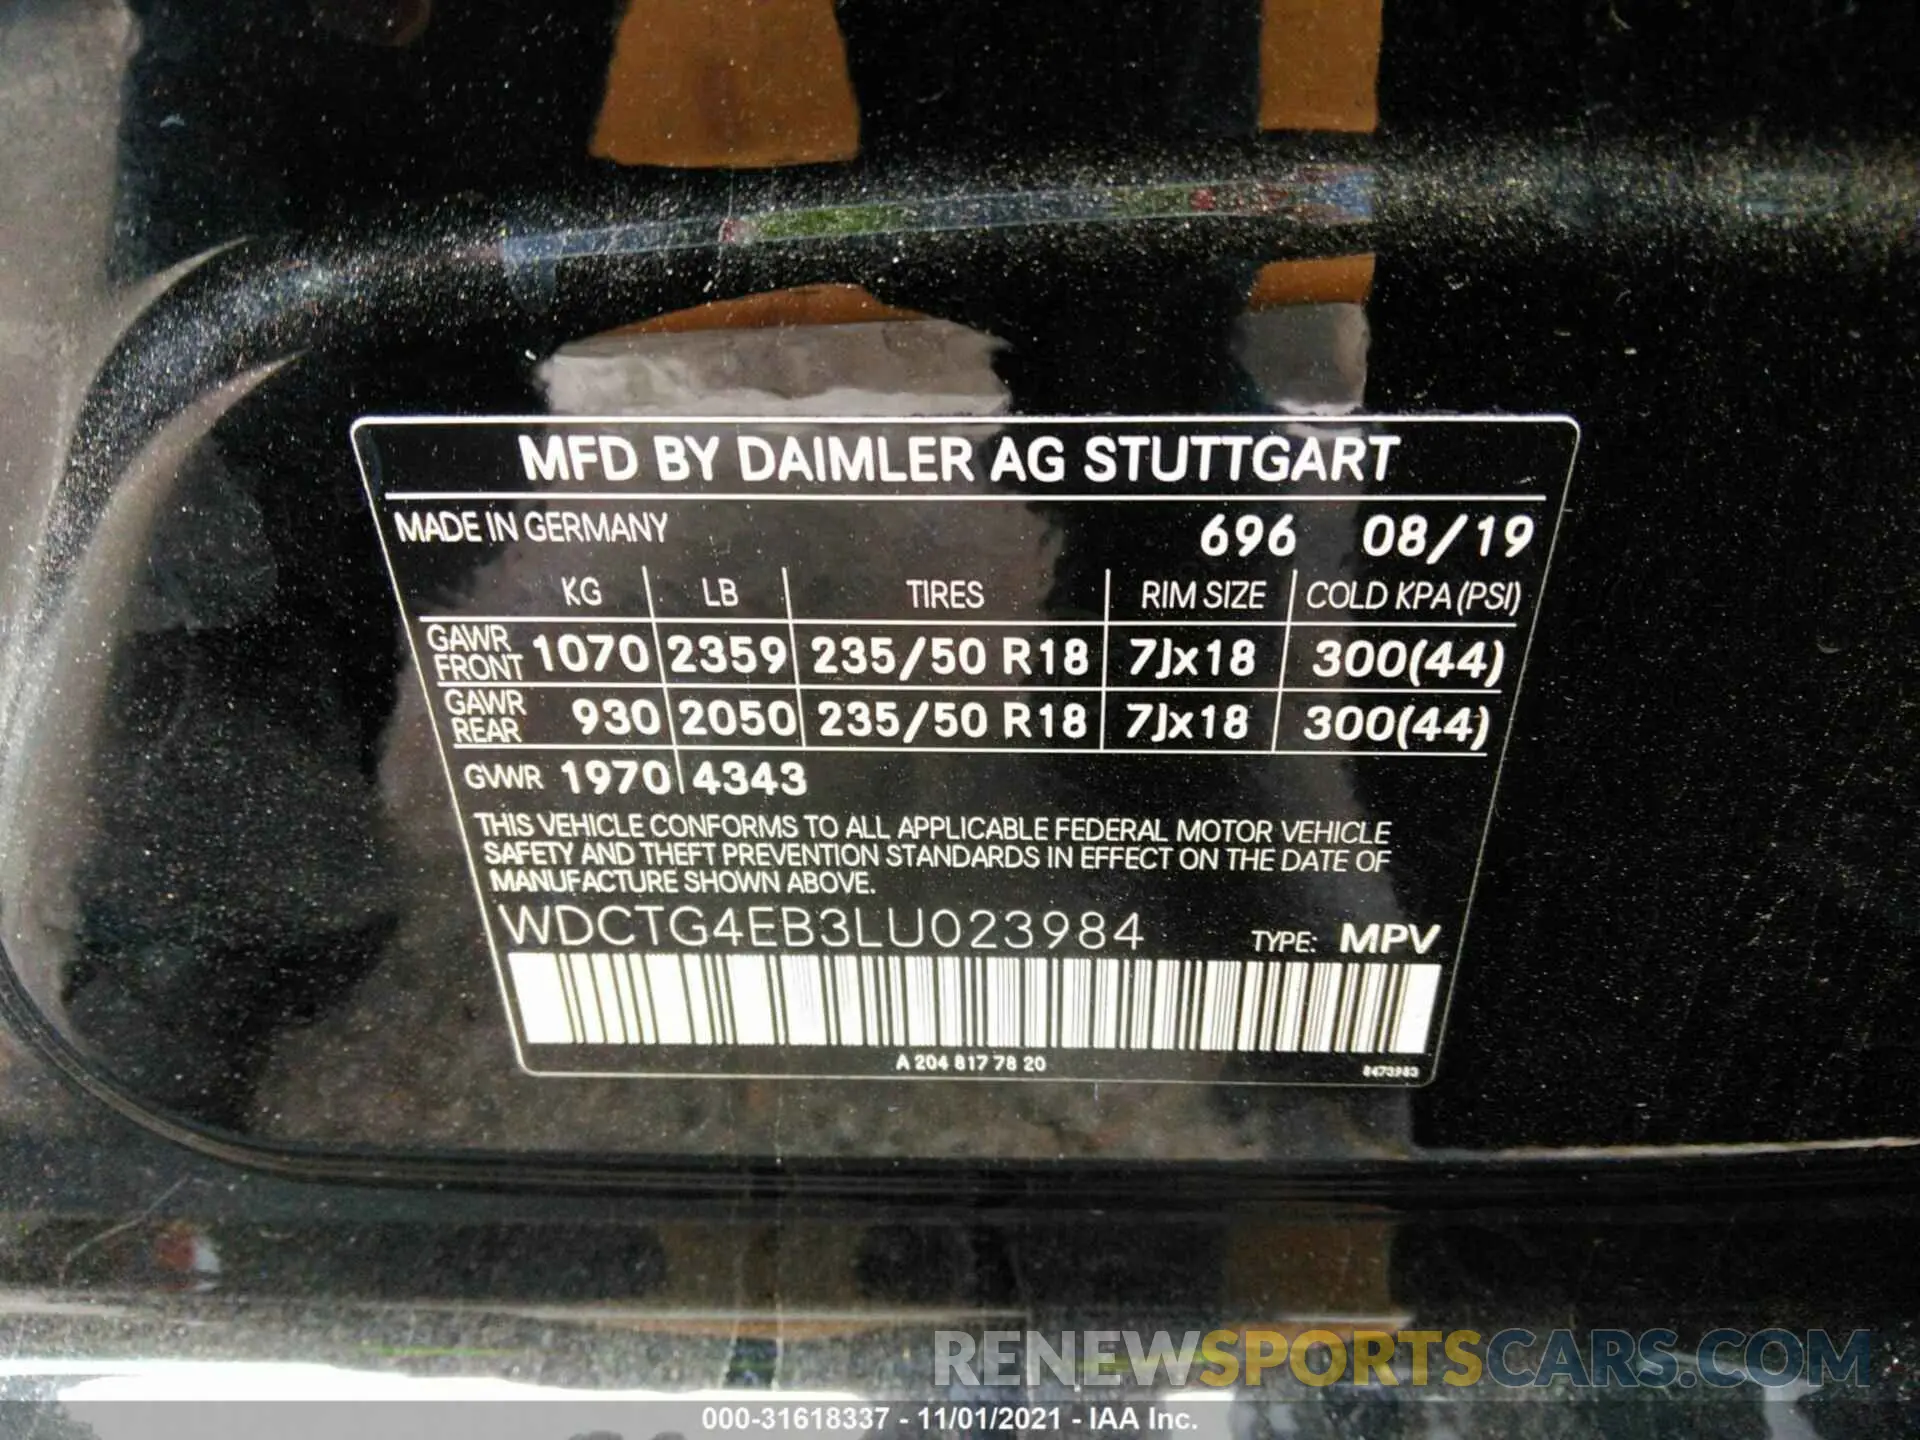 MFD BY DAIMLER AG STUTTGART
MADE IN GERMANY 696 08/19
KG LB TIRES RIM SIZE COLD KPA (PSI)
GAWR FRONT 1070 2359 235/50 R18 7Jx18 300(44)
GAWR REAR 930 2050 235/50 R18 7Jx18 300(44)
GVWR 1970 4343
THIS VEHICLE CONFORMS TO ALL APPLICABLE FEDERAL MOTOR VEHICLE
SAFETY AND THEFT PREVENTION STANDARDS IN EFFECT ON THE DATE OF
MANUFACTURE SHOWN ABOVE.
WDCTG4EB3LU023984 TYPE: MPV
A 204 817 78 20 8473983
RENEWSPORTSCARS.COM
000-31618337 - 11/01/2021 - IAA Inc.